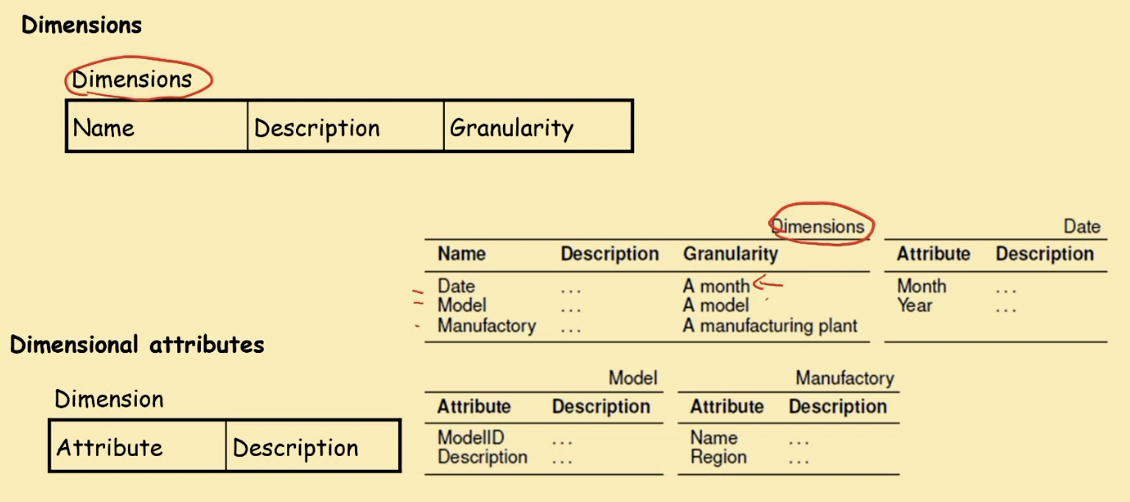 Dimensions
Dimensions
Name Description Granularity
Dimensions
Name Description Granularity
Date ... A month
Model ... A model
Manufactory ... A manufacturing plant
Date
Attribute Description
Month ...
Year ...
Dimensional attributes
Dimension
Attribute Description
Model
Attribute Description
ModelID ...
Description ...
Manufactory
Attribute Description
Name ...
Region ...